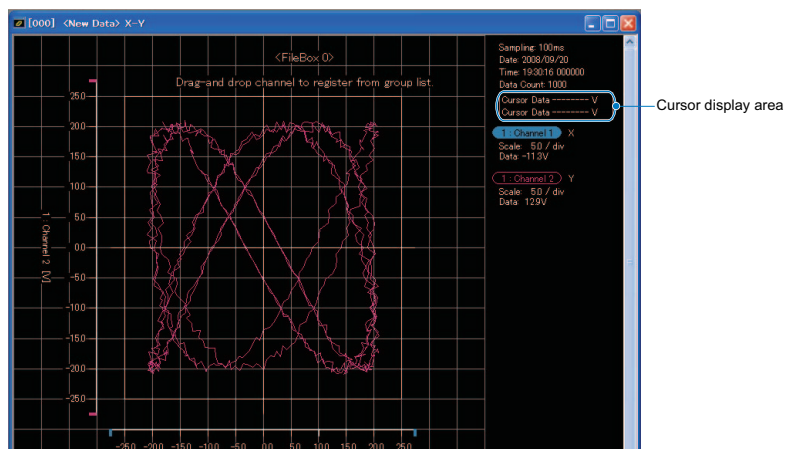 [000] <New Data> X-Y
<FileBox 0>
Drag-and drop channel to register from group list.
25.0
20.0
15.0
10.0
5.0
0.0
-5.0
-10.0
-15.0
-20.0
-25.0
1 : Channel 2 [V]
-25.0 -20.0 -15.0 -10.0 -5.0 0.0 5.0 10.0 15.0 20.0 25.0
Sampling: 100ms
Date: 2008/09/20
Time: 19:30:16 000000
Data Count: 1000
Cursor Data -------- V
Cursor Data -------- V
Cursor display area
1 : Channel 1 X
Scale: 5.0 / div
Data: -11.3V
1 : Channel 2 Y
Scale: 5.0 / div
Data: 12.9V